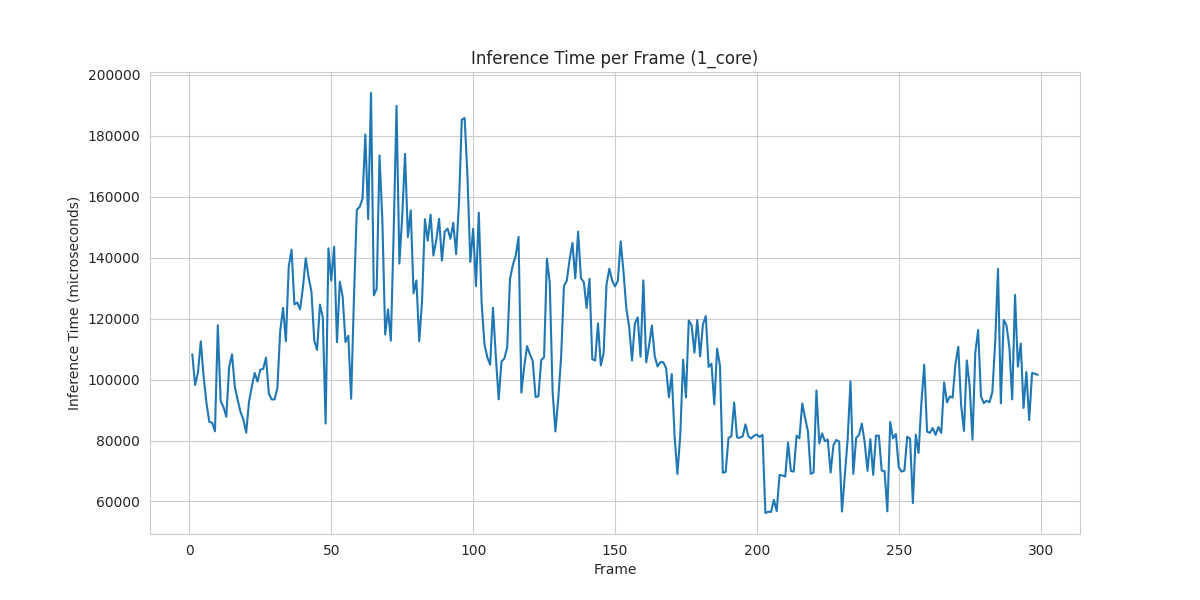 Inference Time per Frame (1_core)
200000
180000
160000
140000
120000
100000
80000
60000
Inference Time (microseconds)
0 50 100 150 200 250 300
Frame